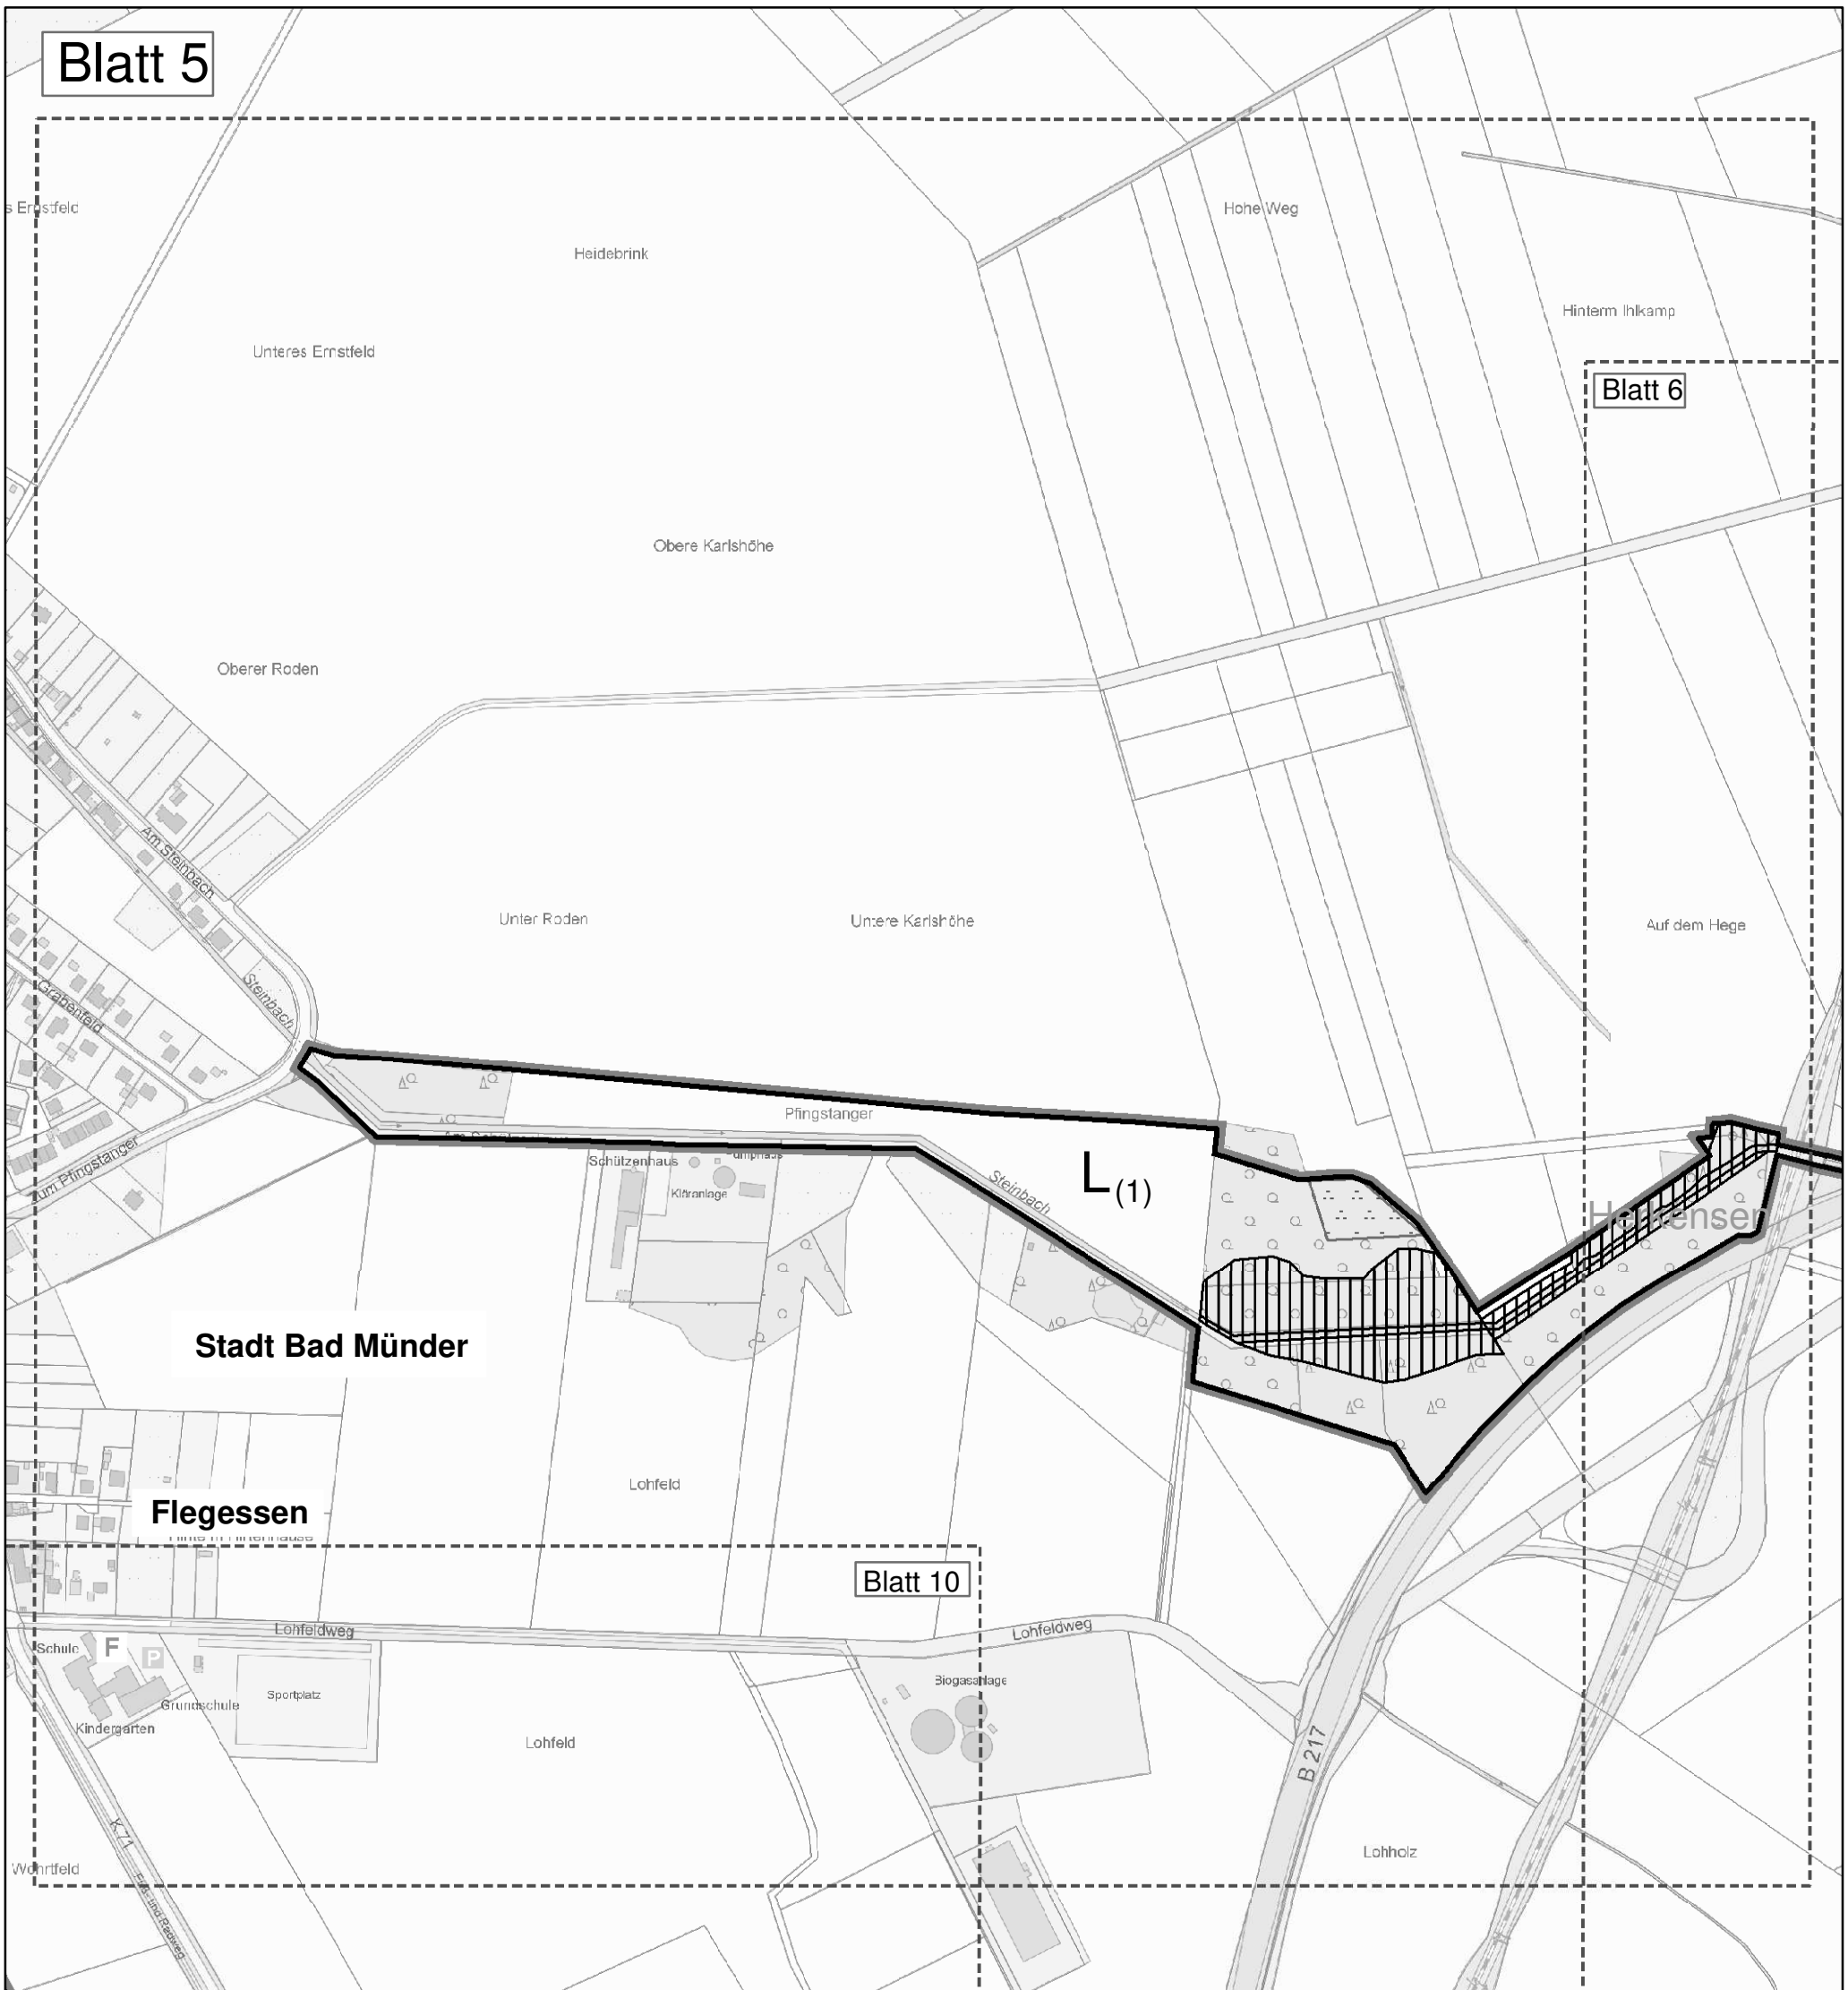 Blatt 5
s Ernstfeld
Hohe Weg
Heidebrink
Hinterm Ihlkamp
Unteres Ernstfeld
Blatt 6
Obere Karlshöhe
Oberer Roden
Am Steinbach
Unter Roden
Untere Karlshöhe
Auf dem Hege
Steinbach
Grabenfeld
Pfingstanger
um Pfingstanger
Schützenhaus
Kläranlage
Steinbach
L(1)
Herkensen
Stadt Bad Münder
Lohfeld
Flegessen
Blatt 10
Lohfeldweg
Lohfeldweg
Schule
F
P
Grundschule
Sportplatz
Kindergarten
Biogasanlage
Lohfeld
B 217
K 71
Lohholz
Wohrtfeld